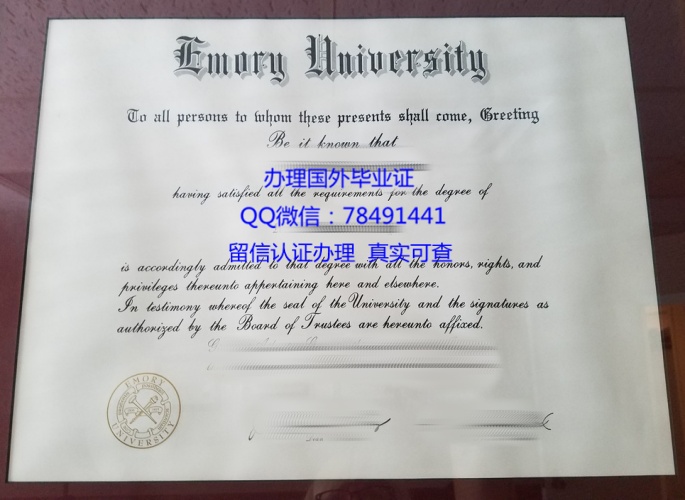 Emory University
To all persons to whom these presents shall come, Greeting
Be it known that
办理国外毕业证
having satisfied all the requirements for the degree of
QQ微信：78491441
留信认证办理 真实可查
is accordingly admitted to that degree with all the honors, rights, and
privileges thereunto appertaining here and elsewhere.
In testimony whereof the seal of the University and the signatures as
authorized by the Board of Trustees are hereunto affixed.
EMORY
UNIVERSITY